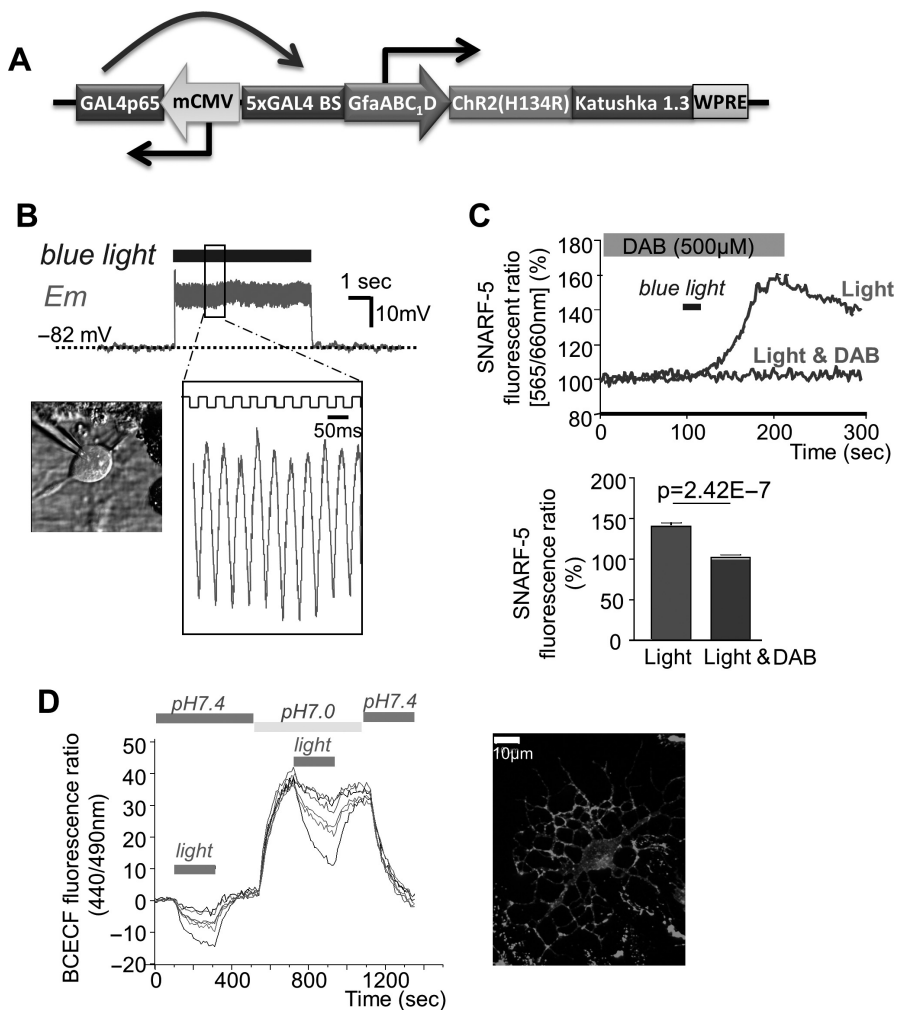 A
GAL4p65 mCMV 5xGAL4 BS GfaABC₁D ChR2(H134R) Katushka 1.3 WPRE
B
blue light
Em
1 sec
10mV
−82 mV
50ms
C
SNARF-5
fluorescent ratio
[565/660nm] (%)
180
160
140
120
100
80
DAB (500µM)
blue light
Light
Light & DAB
0 100 200 300
Time (sec)
SNARF-5
fluorescence ratio
(%)
200
150
100
50
0
p=2.42E−7
Light Light & DAB
D
pH7.4 pH7.0 pH7.4
light
light
BCECF fluorescence ratio
(440/490nm)
50
40
30
20
10
0
−10
−20
0 400 800 1200
Time (sec)
10µm